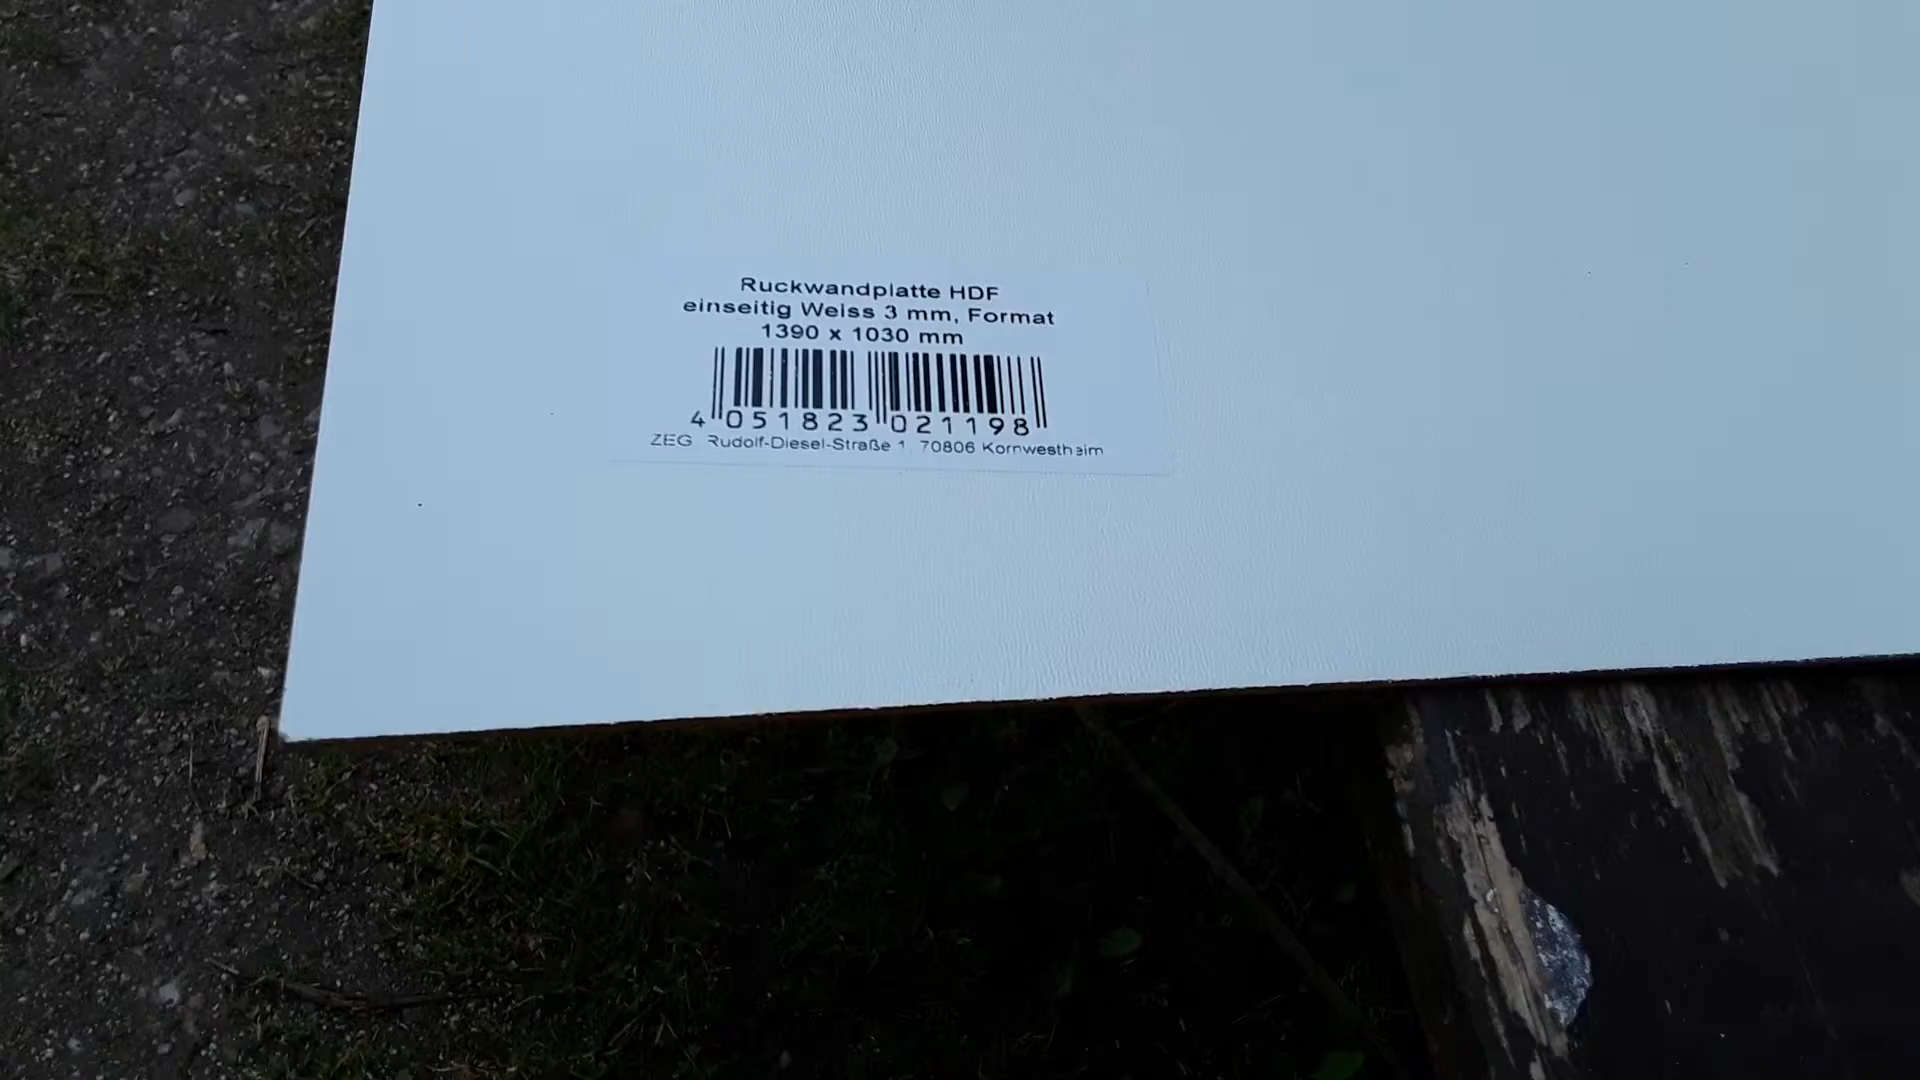 Ruckwandplatte HDF
einseitig Weiss 3 mm, Format
1390 x 1030 mm
4 051823 021198
ZEG Rudolf-Diesel-Straße 1 70806 Kornwestheim